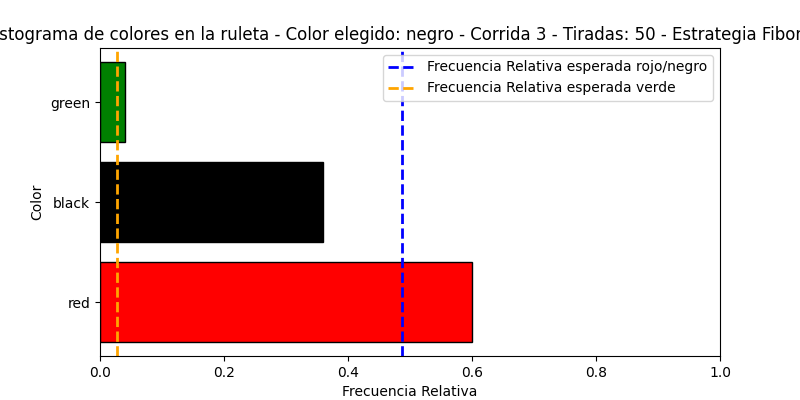 stograma de colores en la ruleta - Color elegido: negro - Corrida 3 - Tiradas: 50 - Estrategia Fibon
Frecuencia Relativa esperada rojo/negro
Frecuencia Relativa esperada verde
green
black
red
Color
0.0 0.2 0.4 0.6 0.8 1.0
Frecuencia Relativa